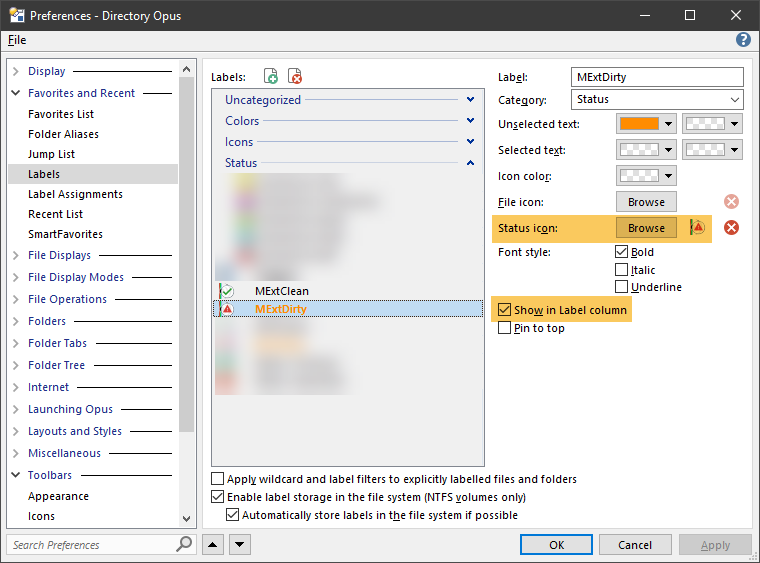 Preferences - Directory Opus
File
Display
Favorites and Recent
Favorites List
Folder Aliases
Jump List
Labels
Label Assignments
Recent List
SmartFavorites
File Displays
File Display Modes
File Operations
Folders
Folder Tabs
Folder Tree
Internet
Launching Opus
Layouts and Styles
Miscellaneous
Toolbars
Appearance
Icons
Search Preferences
Labels:
Uncategorized
Colors
Icons
Status
MExtClean
MExtDirty
Label: MExtDirty
Category: Status
Unselected text:
Selected text:
Icon color:
File icon: Browse
Status icon: Browse
Font style: Bold
Italic
Underline
Show in Label column
Pin to top
Apply wildcard and label filters to explicitly labelled files and folders
Enable label storage in the file system (NTFS volumes only)
Automatically store labels in the file system if possible
OK Cancel Apply